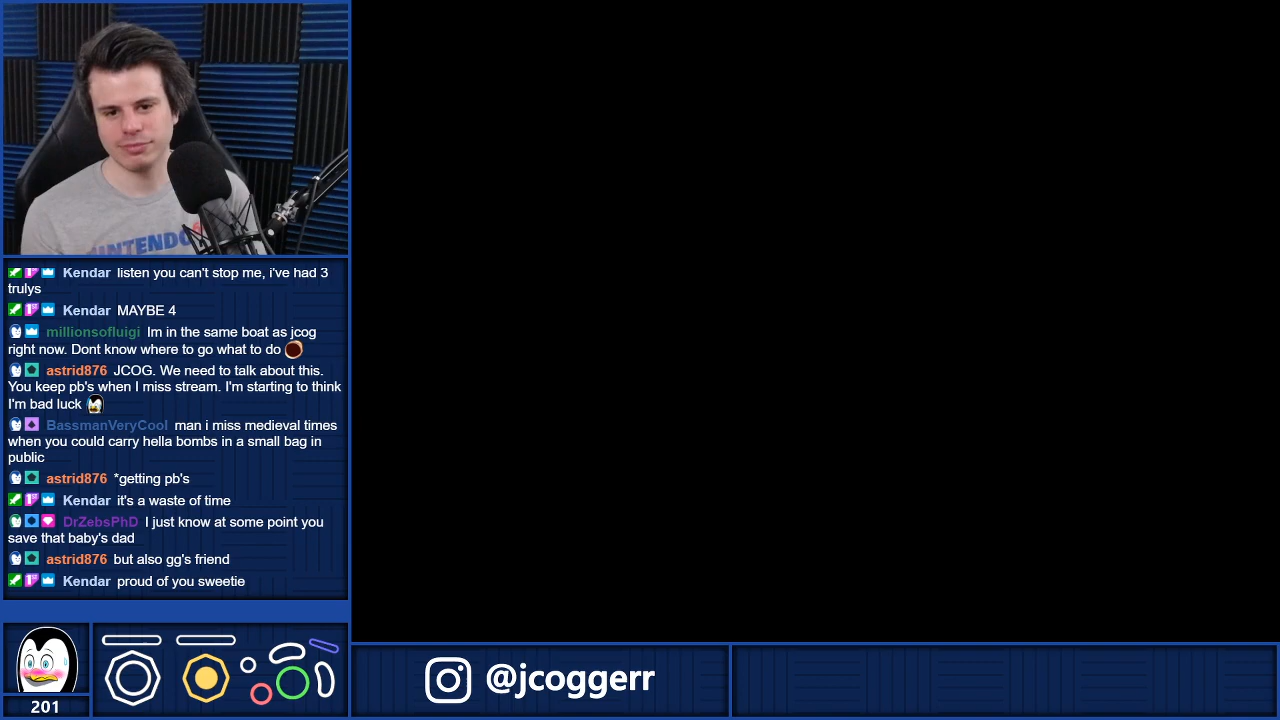 NINTENDO
Kendar listen you can't stop me, i've had 3
trulys
Kendar MAYBE 4
millionsofluigi Im in the same boat as jcog
right now. Dont know where to go what to do
astrid876 JCOG. We need to talk about this.
You keep pb's when I miss stream. I'm starting to think
I'm bad luck
BassmanVeryCool man i miss medieval times
when you could carry hella bombs in a small bag in
public
astrid876 *getting pb's
Kendar it's a waste of time
DrZebsPhD I just know at some point you
save that baby's dad
astrid876 but also gg's friend
Kendar proud of you sweetie
201
@jcoggerr